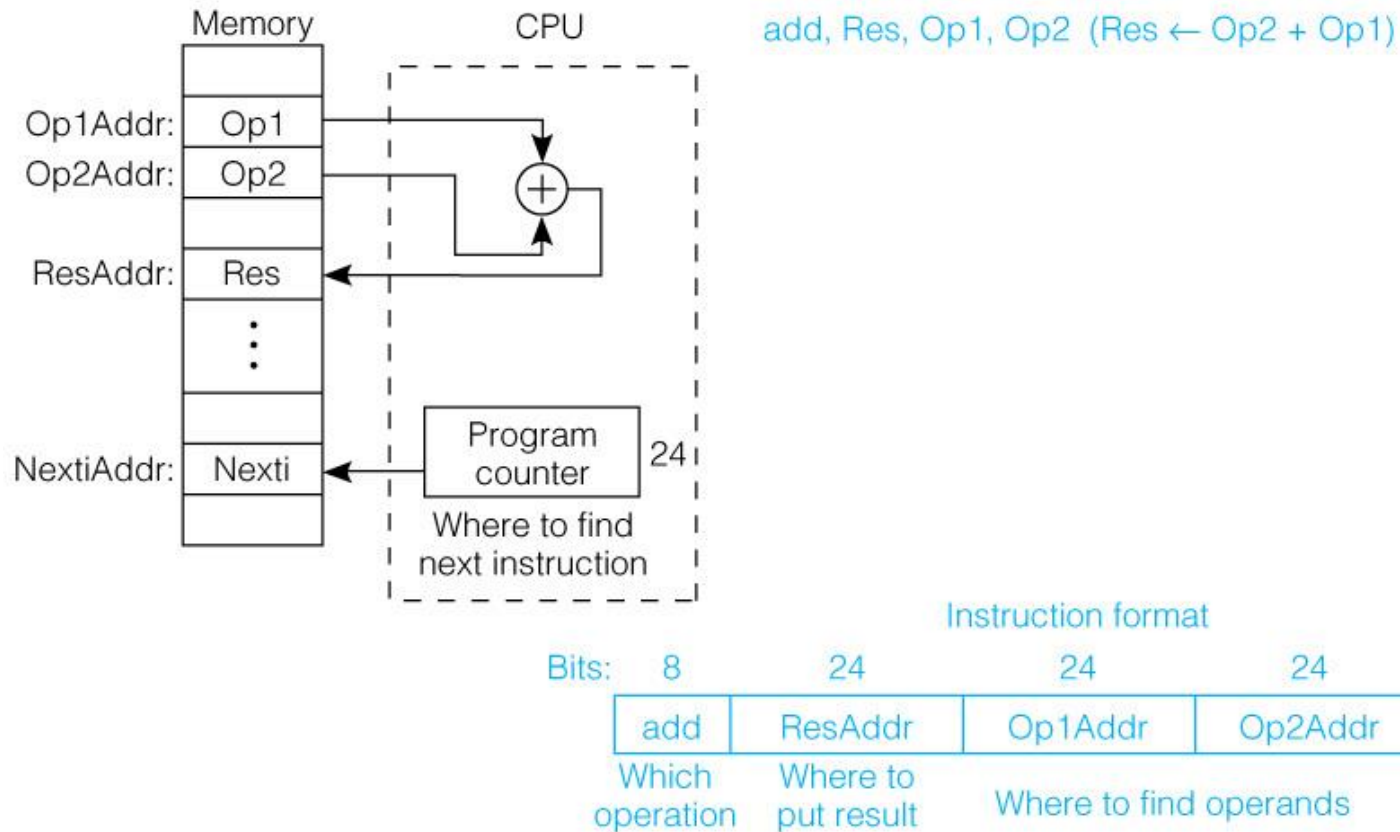 Memory
CPU
add, Res, Op1, Op2 (Res ← Op2 + Op1)
Op1Addr: Op1
Op2Addr: Op2
+
ResAddr: Res
⋮
NextiAddr: Nexti
Program
counter
24
Where to find
next instruction
Instruction format
Bits: 8 24 24 24
add ResAddr Op1Addr Op2Addr
Which
operation
Where to
put result
Where to find operands